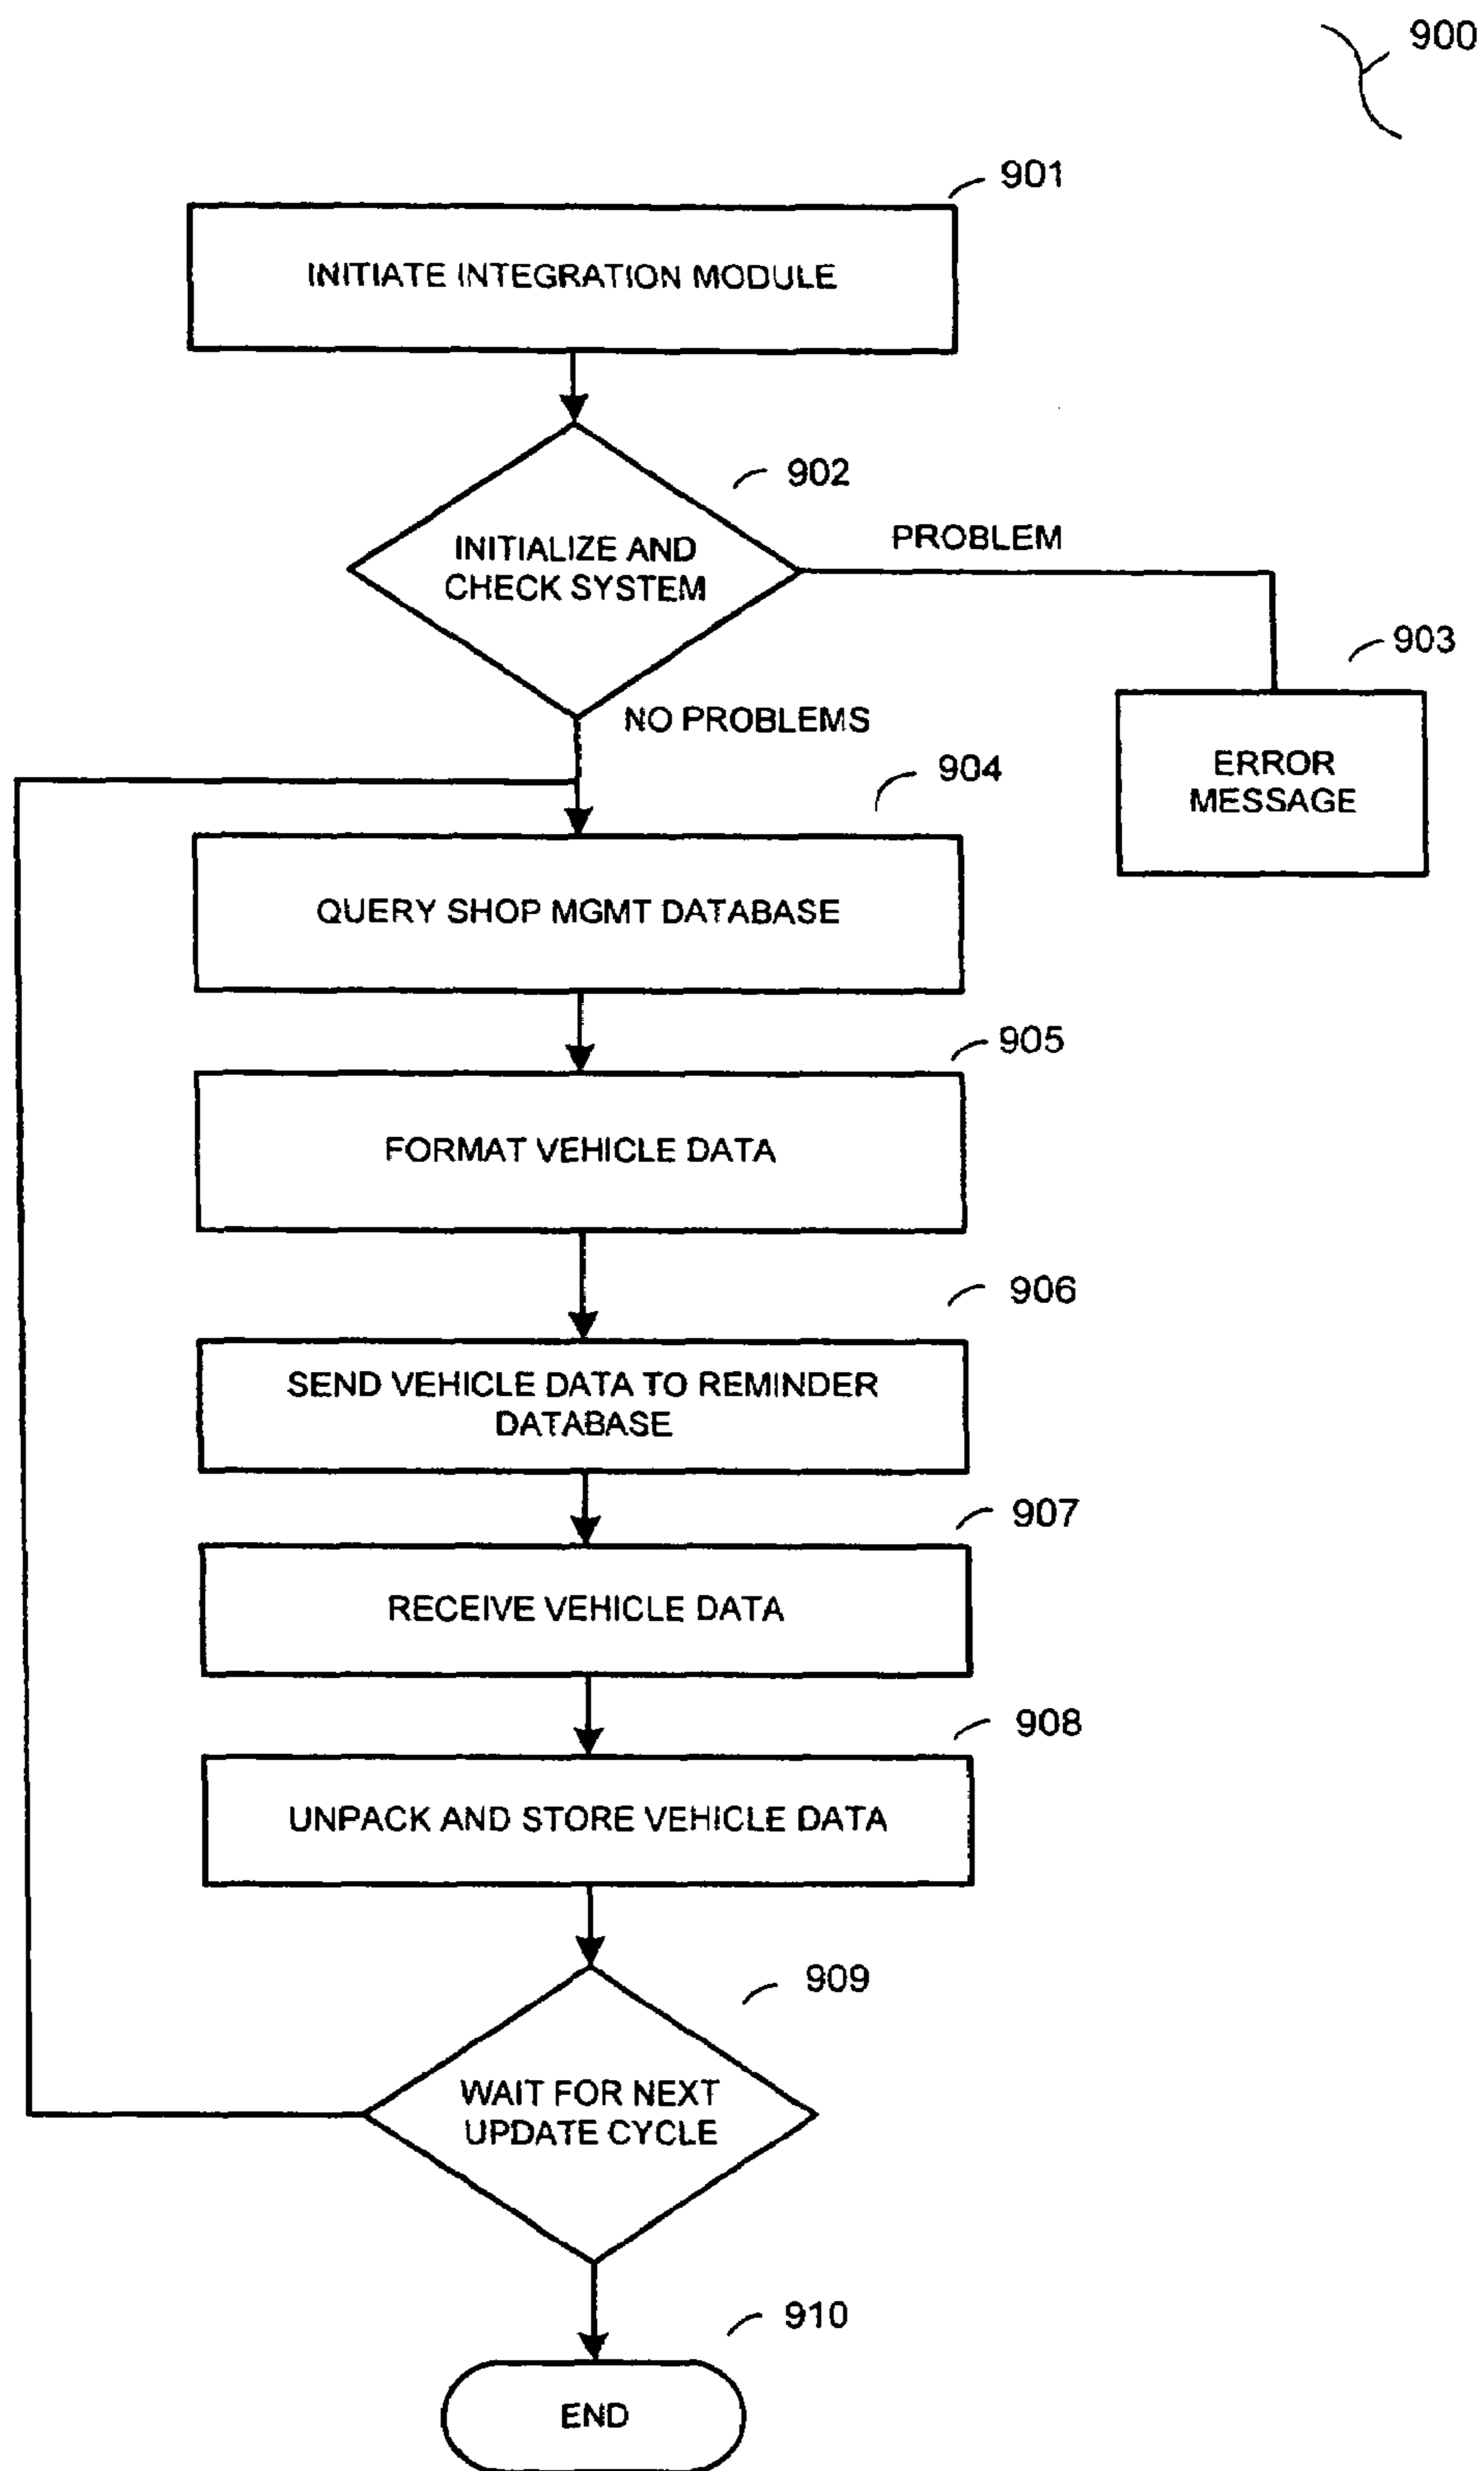 900
901
INITIATE INTEGRATION MODULE
902
INITIALIZE AND
CHECK SYSTEM
PROBLEM
903
ERROR
MESSAGE
NO PROBLEMS
904
QUERY SHOP MGMT DATABASE
905
FORMAT VEHICLE DATA
906
SEND VEHICLE DATA TO REMINDER
DATABASE
907
RECEIVE VEHICLE DATA
908
UNPACK AND STORE VEHICLE DATA
909
WAIT FOR NEXT
UPDATE CYCLE
910
END